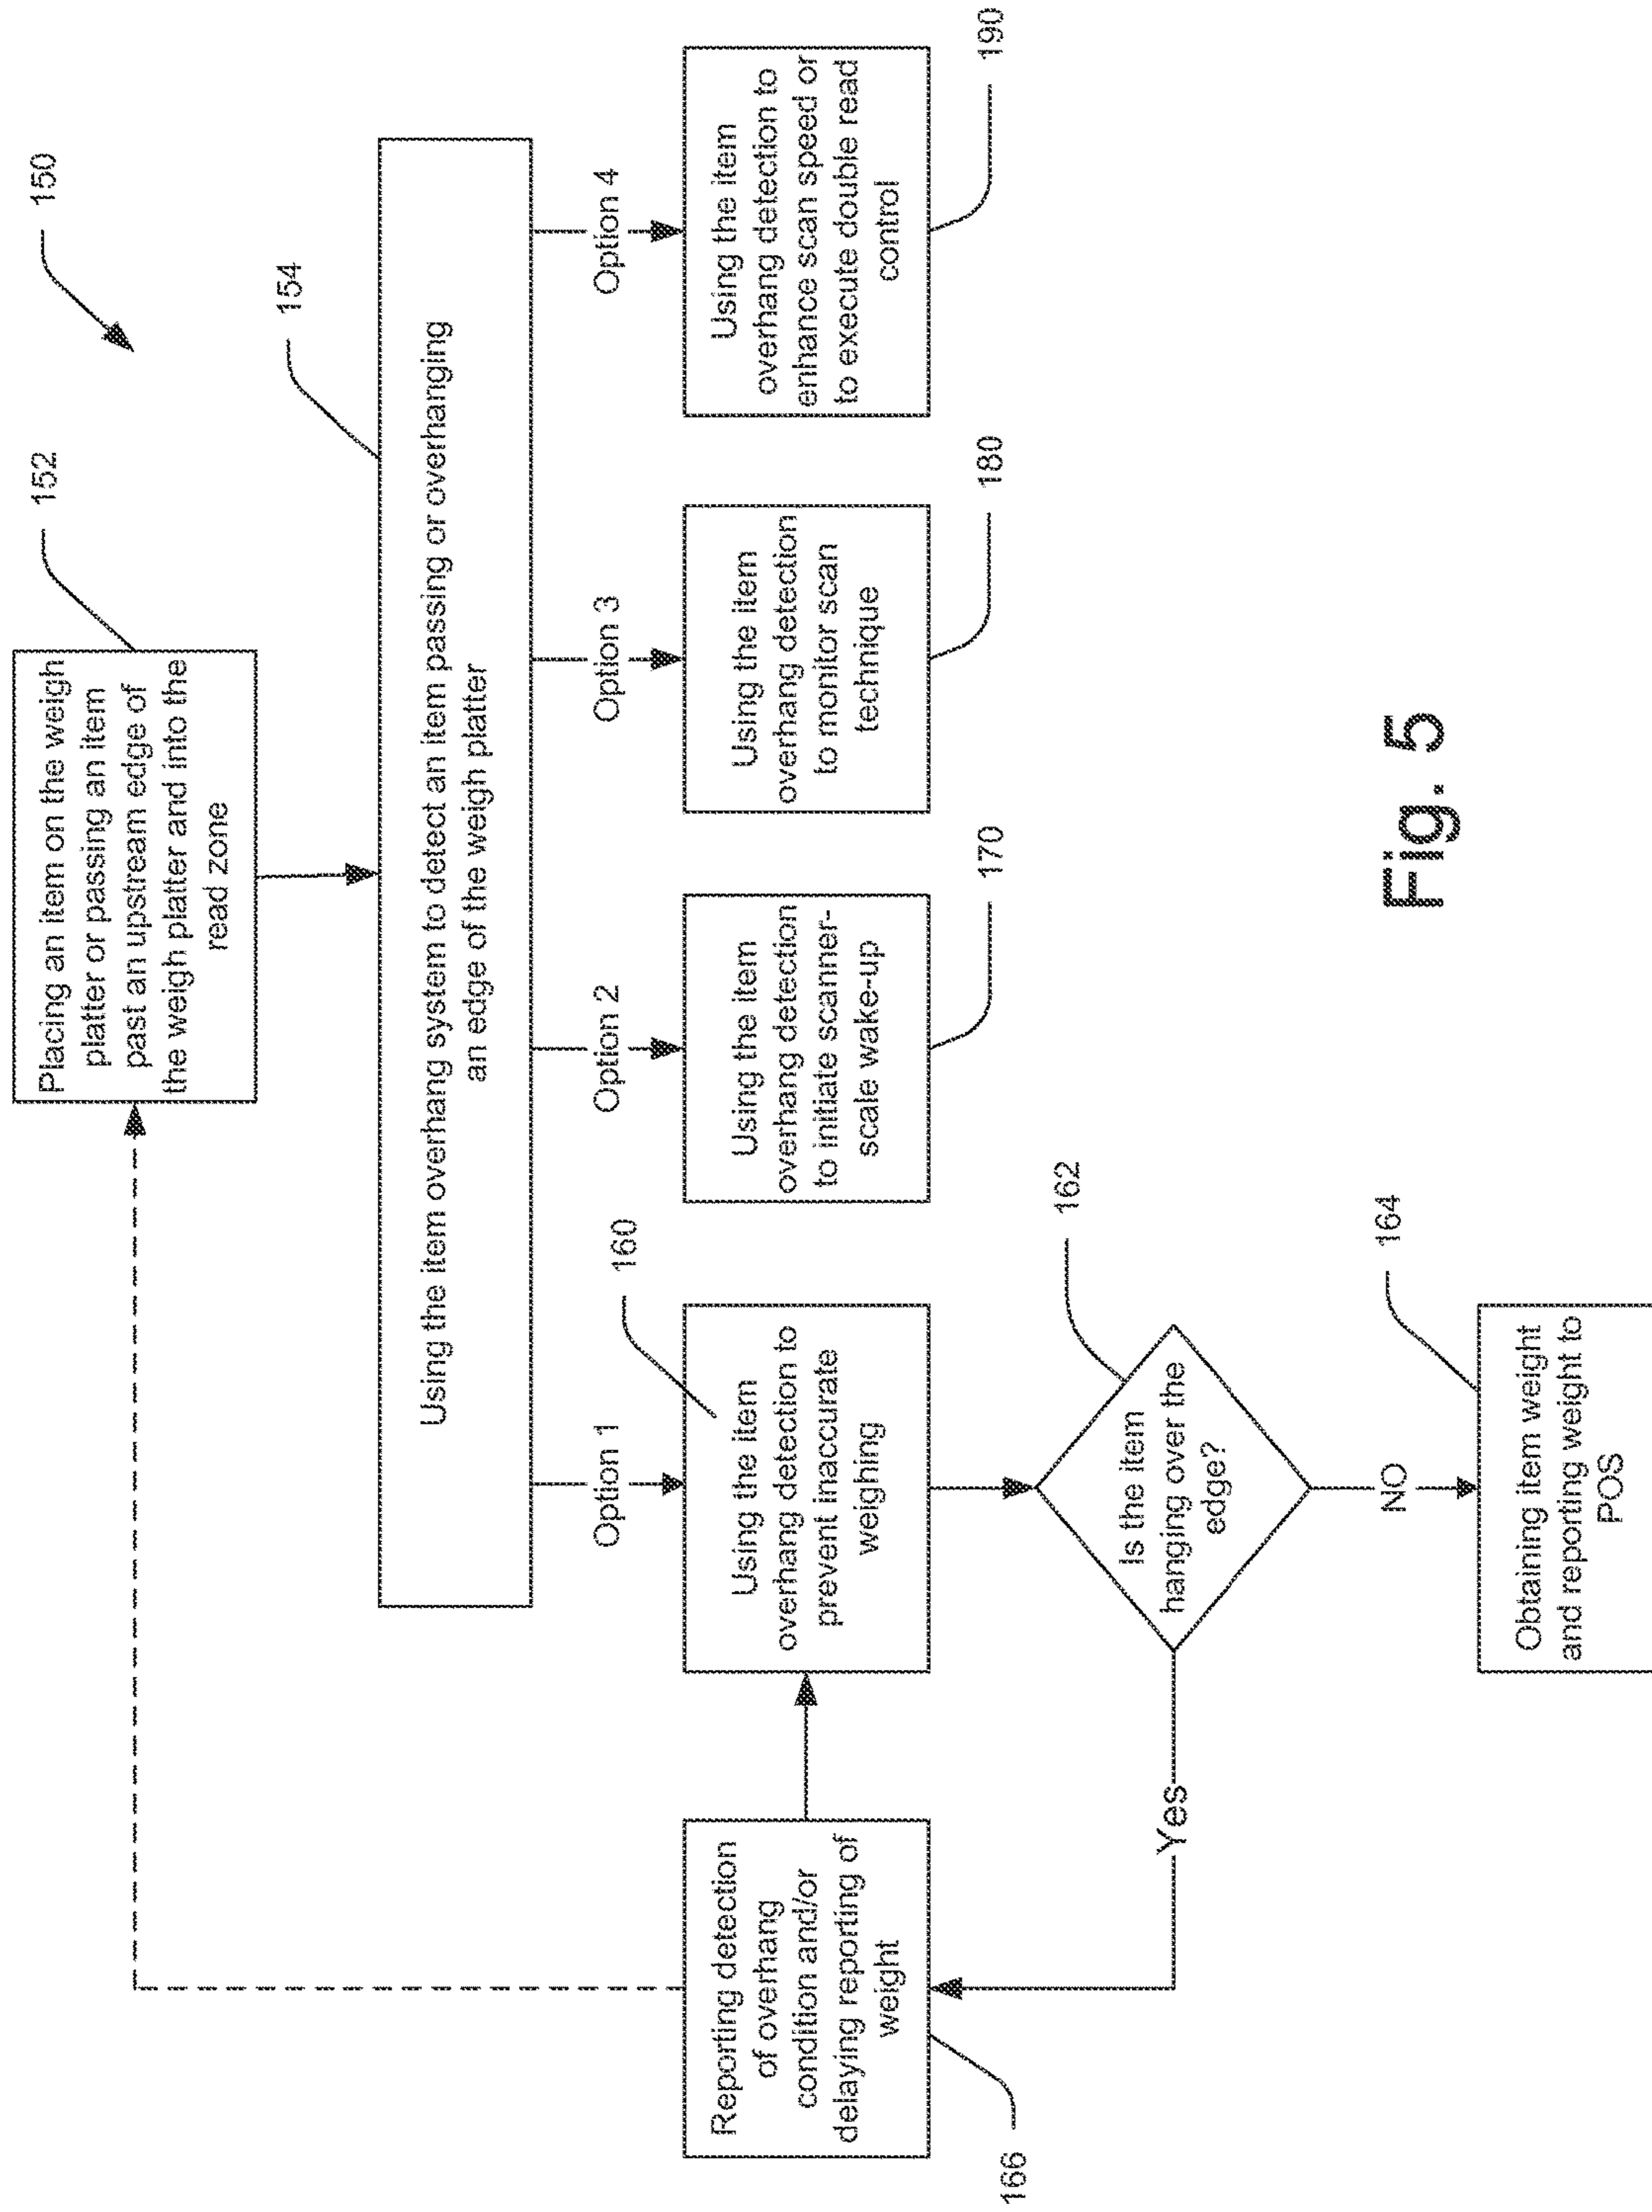 150
152
Placing an item on the weigh
platter or passing an item
past an upstream edge of
the weigh platter and into the
read zone
154
Using the item overhang system to detect an item passing or overhanging
an edge of the weigh platter
Option 1
Option 2
Option 3
Option 4
160
Using the item
overhang detection to
prevent inaccurate
weighing
Using the item
overhang detection
to initiate scanner-
scale wake-up
170
Using the item
overhang detection
to monitor scan
technique
180
Using the item
overhang detection to
enhance scan speed or
to execute double read
control
190
Reporting detection
of overhang
condition and/or
delaying reporting of
weight
166
162
Is the item
hanging over the
edge?
Yes
NO
164
Obtaining item weight
and reporting weight to
POS
Fig. 5